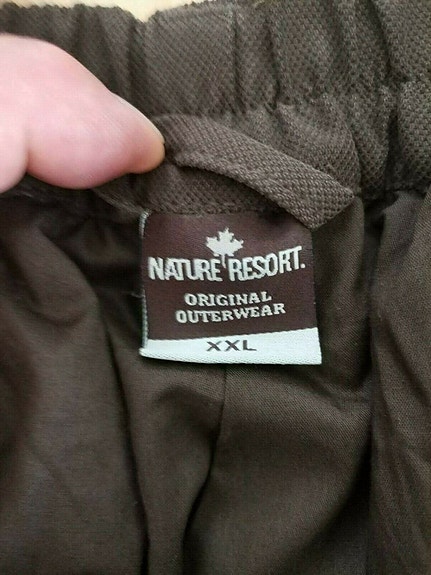 NATURE RESORT.
ORIGINAL
OUTERWEAR
XXL